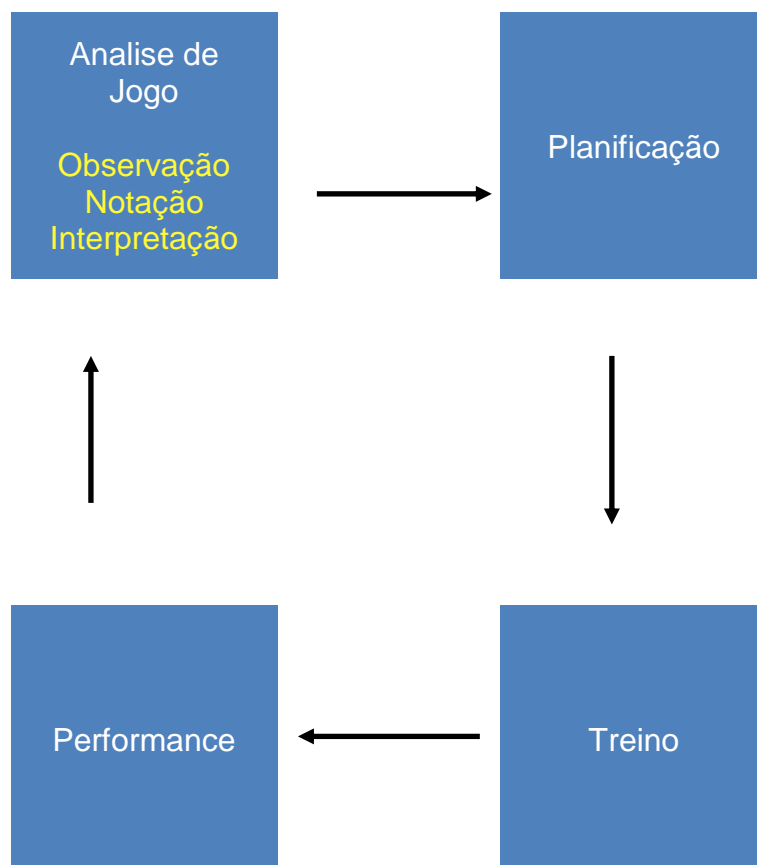 Analise de
Jogo
Observação
Notação
Interpretação
Planificação
Performance
Treino